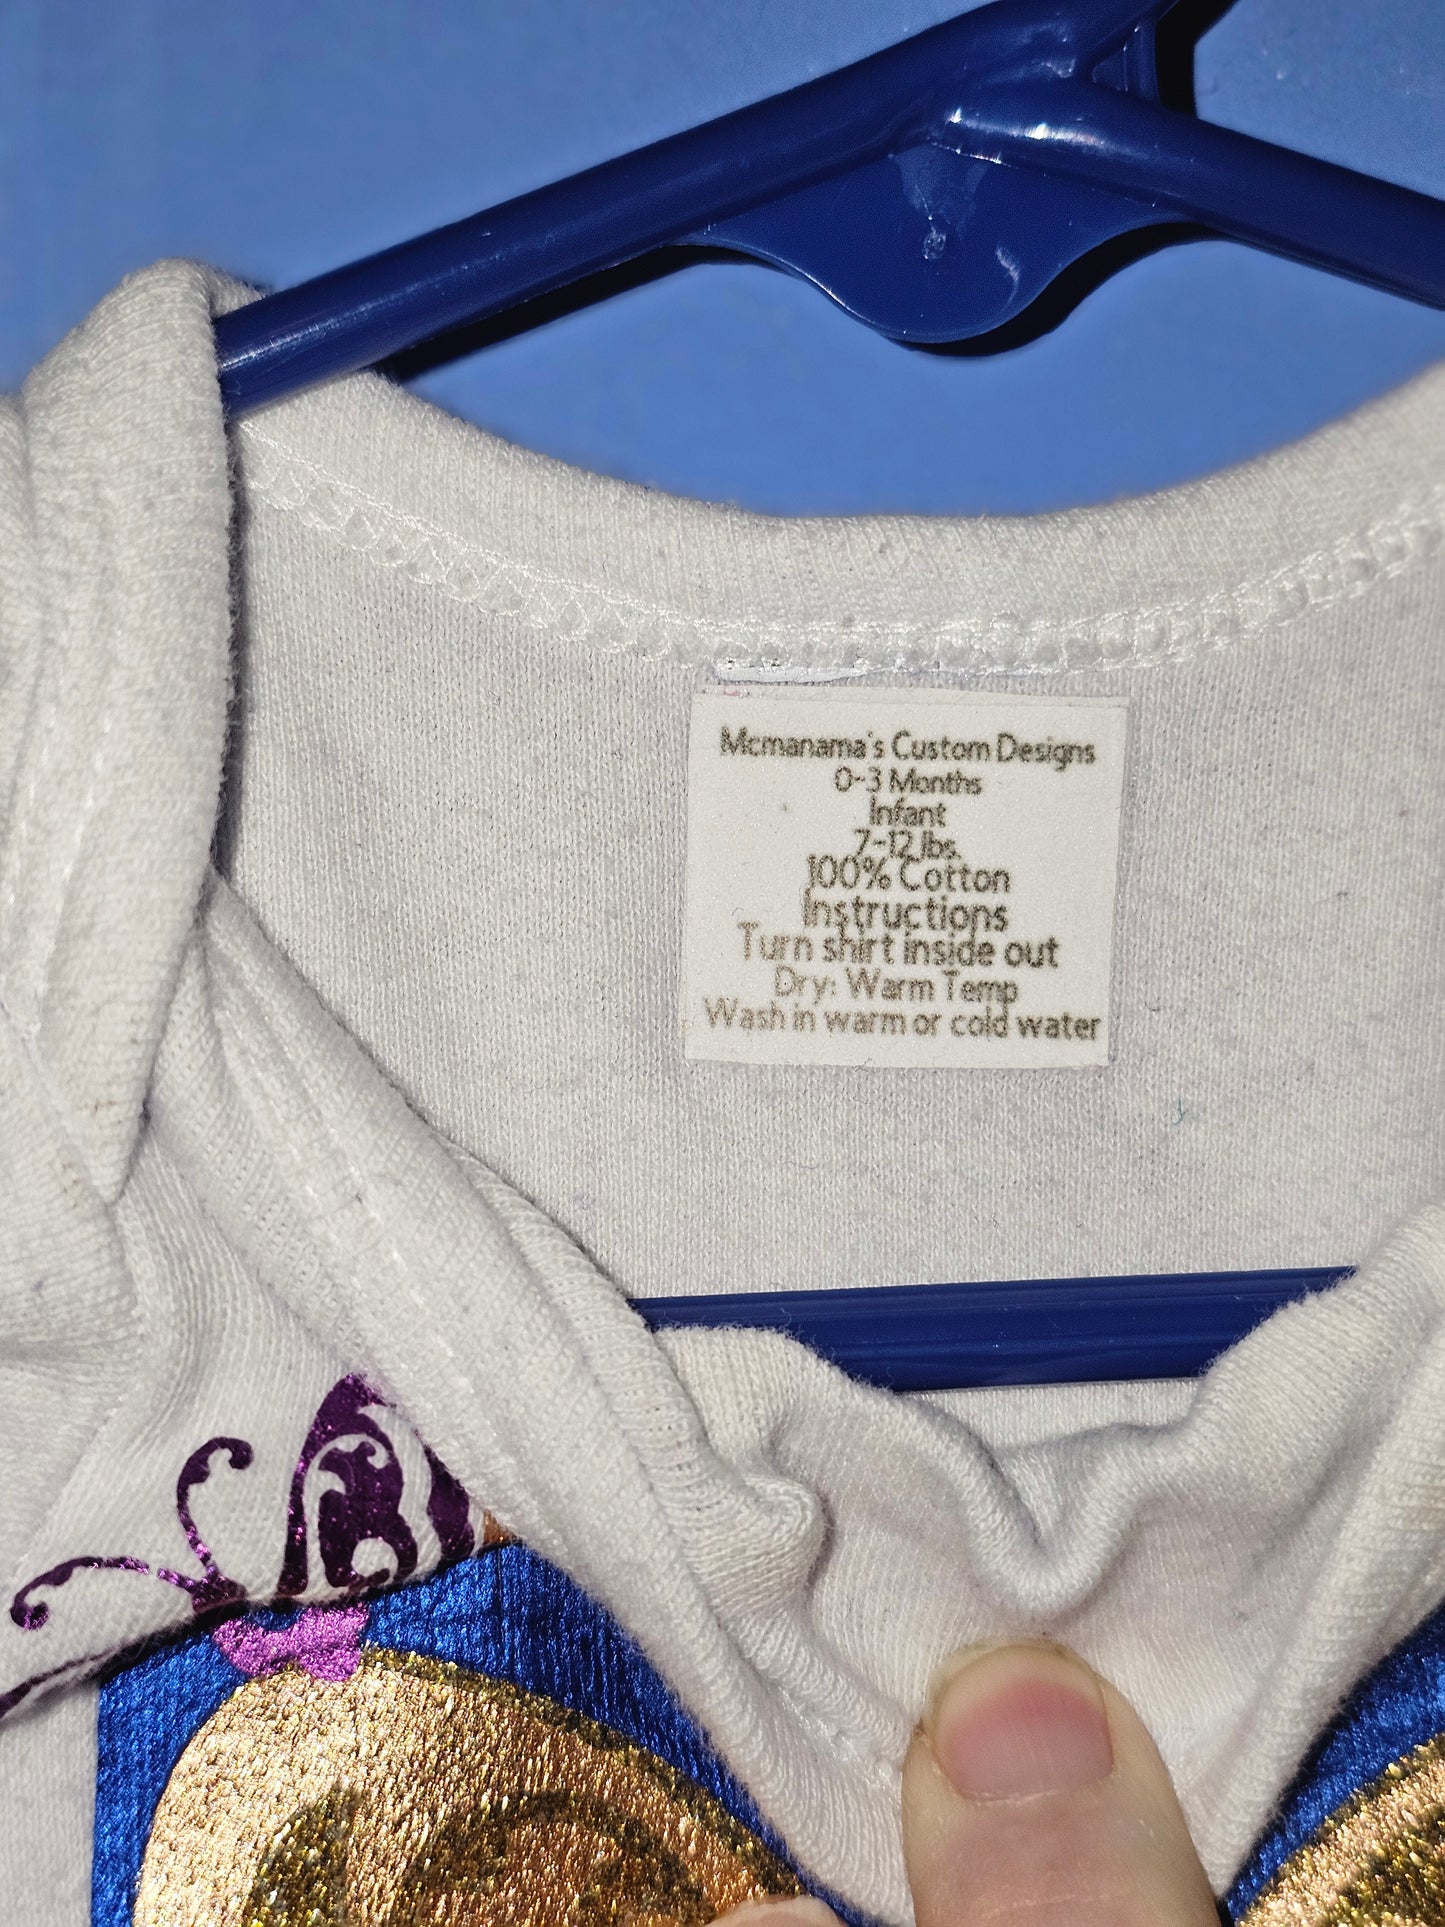 Mcmanama's Custom Designs
0-3 Months
Infant
7-12 lbs.
100% Cotton
Instructions
Turn shirt inside out
Dry: Warm Temp
Wash in warm or cold water